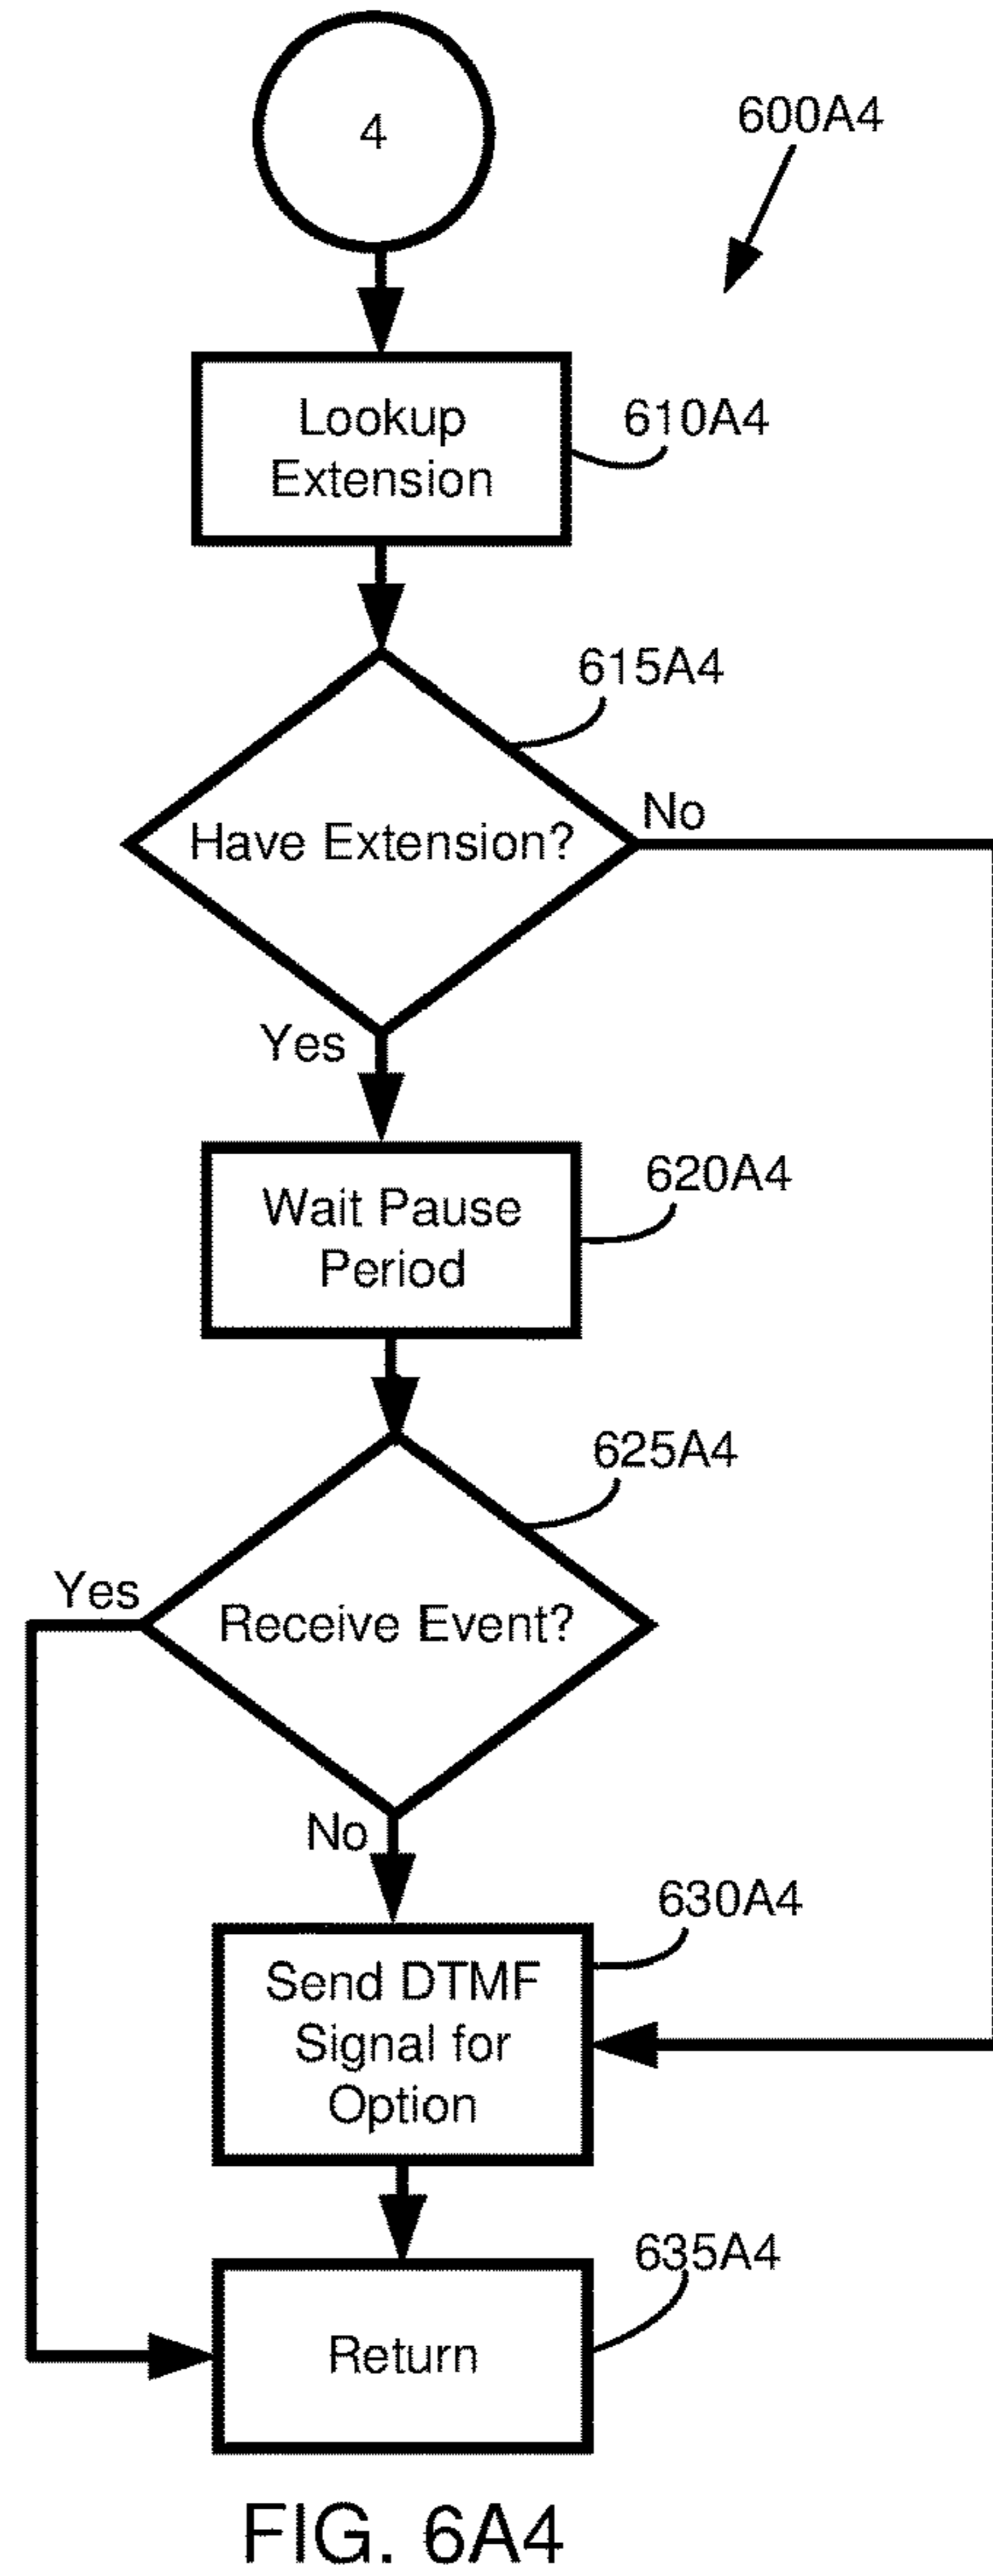 4
600A4
Lookup
Extension
610A4
615A4
Have Extension?
No
Yes
Wait Pause
Period
620A4
625A4
Yes
Receive Event?
No
630A4
Send DTMF
Signal for
Option
635A4
Return
FIG. 6A4